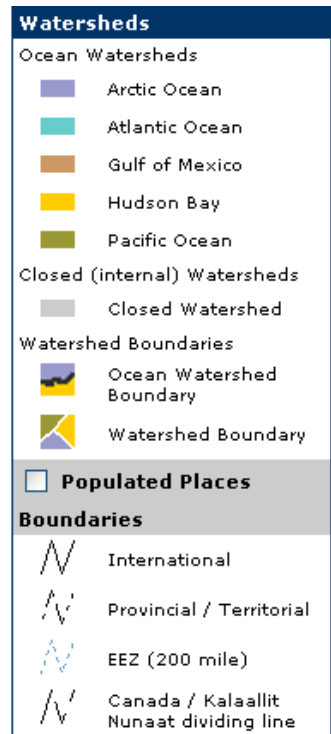 Watersheds
Ocean Watersheds
Arctic Ocean
Atlantic Ocean
Gulf of Mexico
Hudson Bay
Pacific Ocean
Closed (internal) Watersheds
Closed Watershed
Watershed Boundaries
Ocean Watershed
Boundary
Watershed Boundary
Populated Places
Boundaries
International
Provincial / Territorial
EEZ (200 mile)
Canada / Kalaallit
Nunaat dividing line